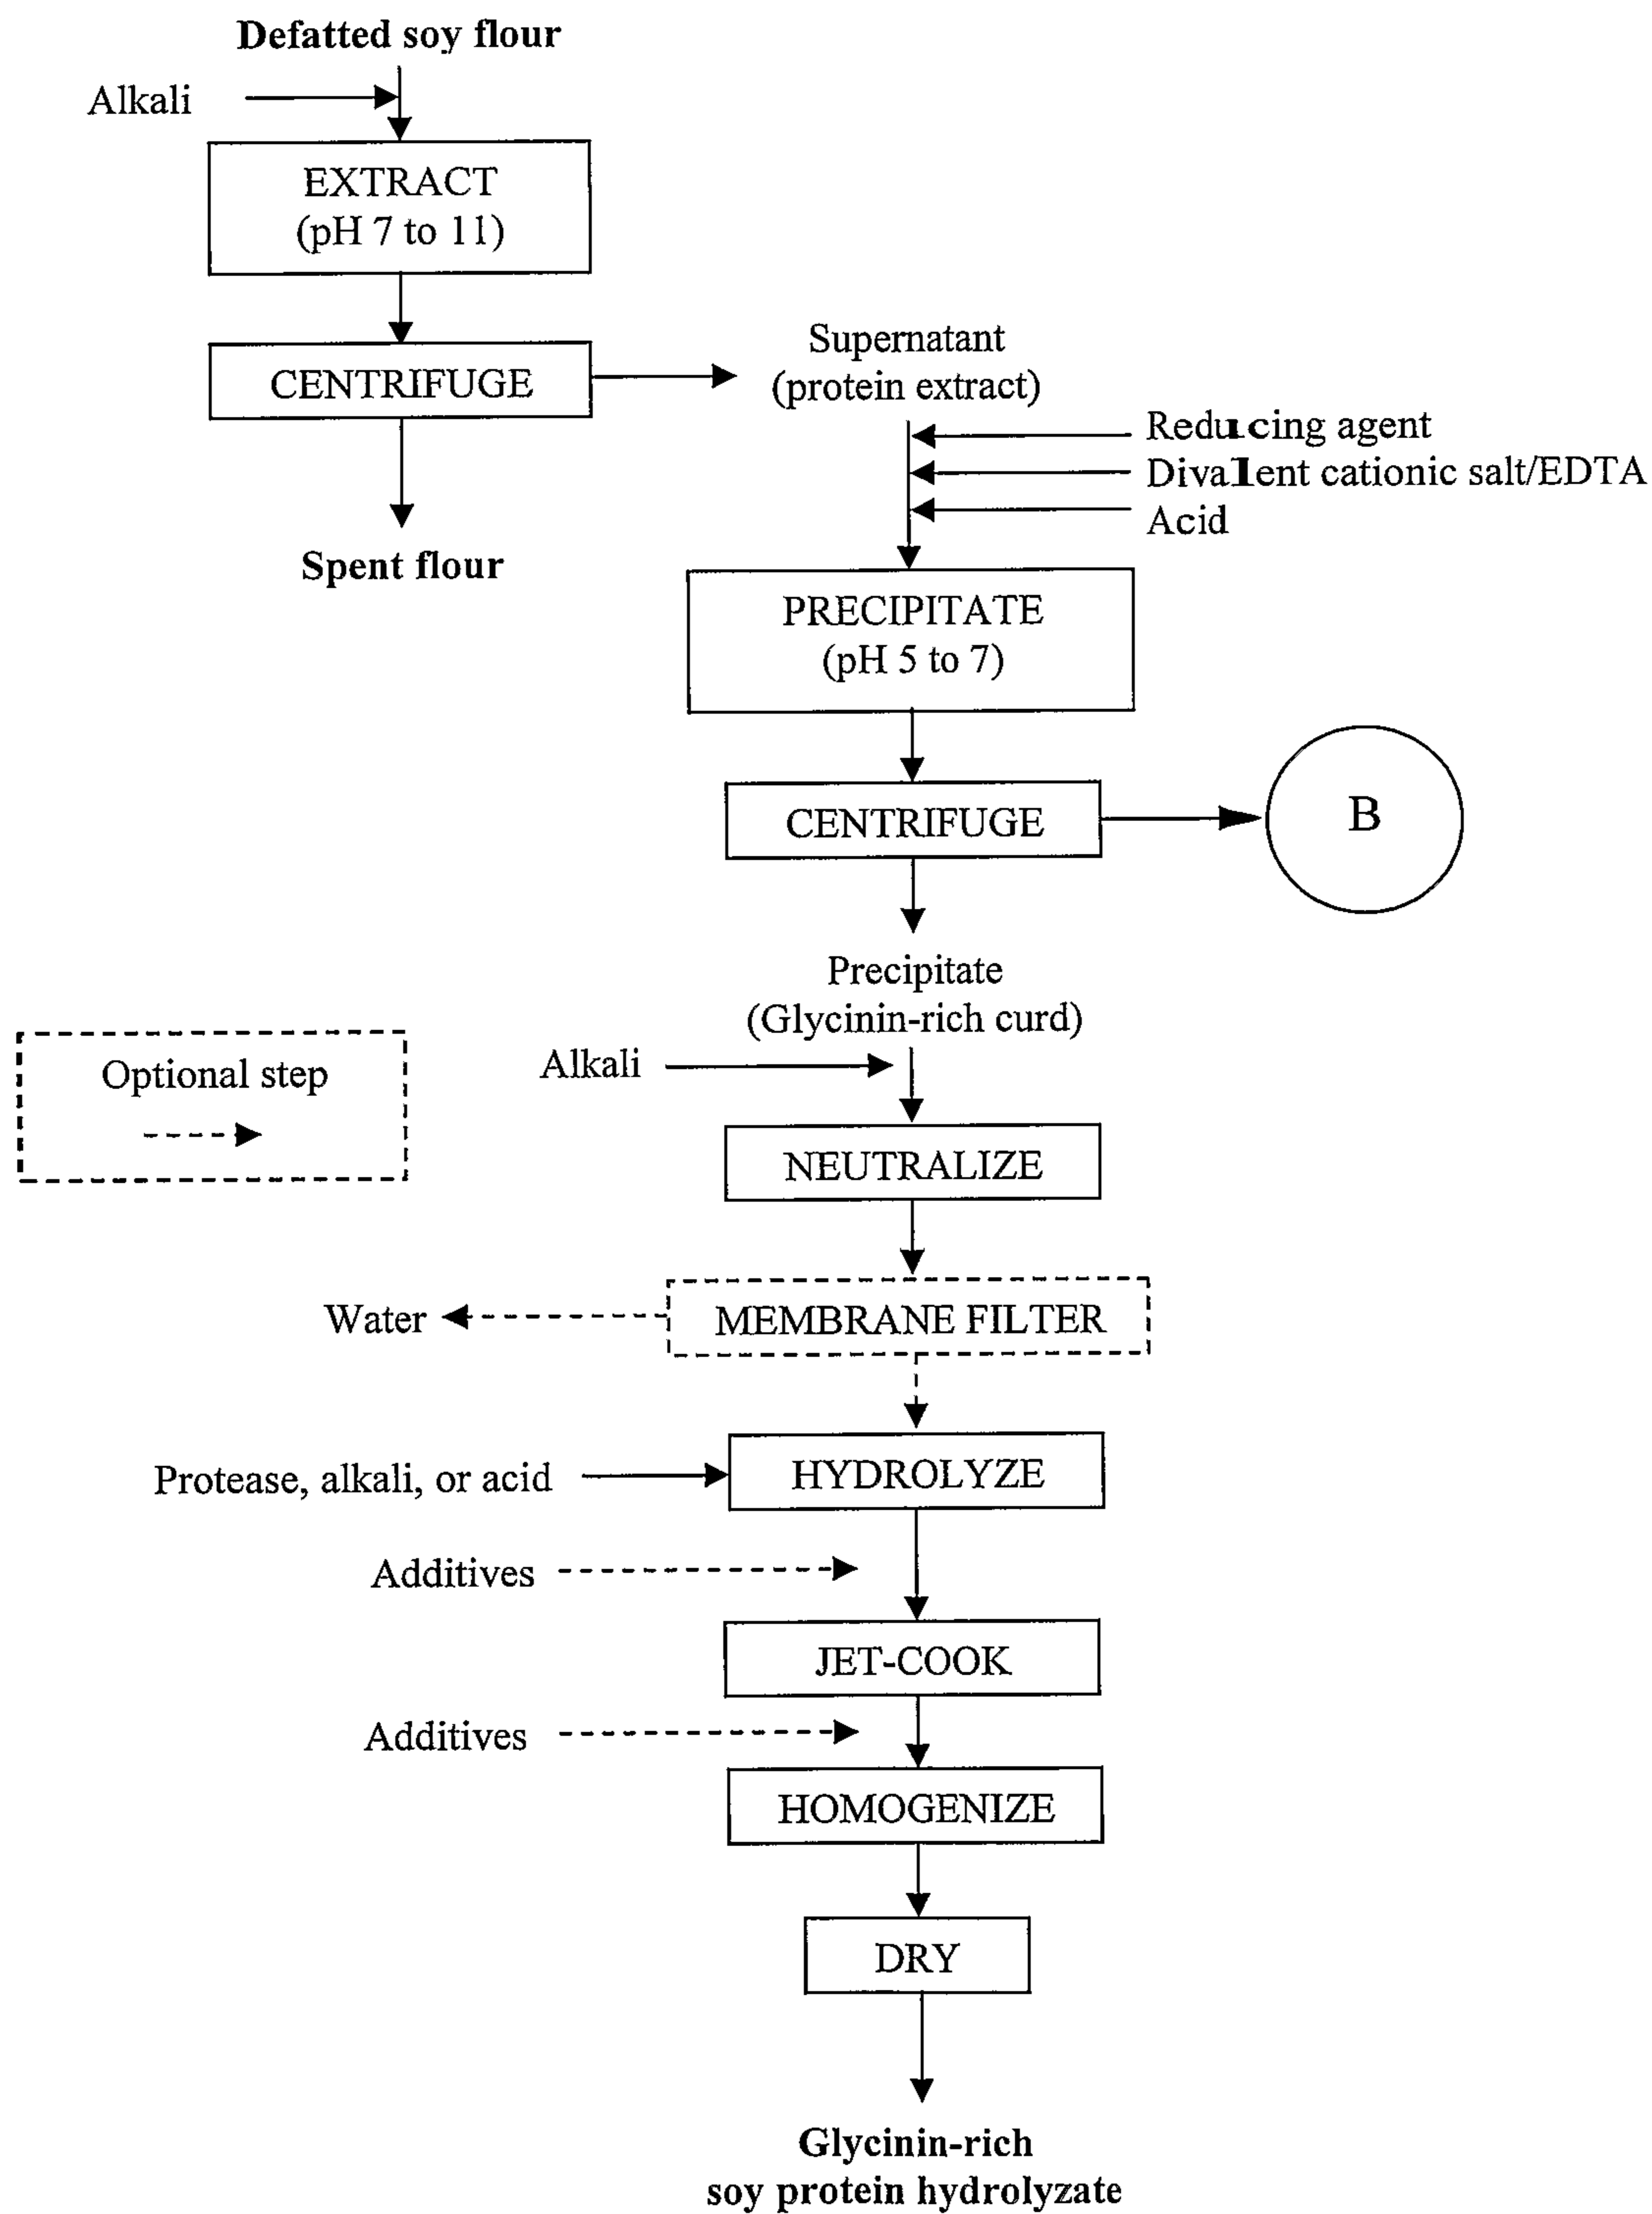 Defatted soy flour
Alkali
EXTRACT
(pH 7 to 11)
CENTRIFUGE
Supernatant
(protein extract)
Reducing agent
Divalent cationic salt/EDTA
Acid
Spent flour
PRECIPITATE
(pH 5 to 7)
CENTRIFUGE
B
Precipitate
(Glycinin-rich curd)
Optional step
Alkali
NEUTRALIZE
Water
MEMBRANE FILTER
Protease, alkali, or acid
HYDROLYZE
Additives
JET-COOK
Additives
HOMOGENIZE
DRY
Glycinin-rich
soy protein hydrolyzate